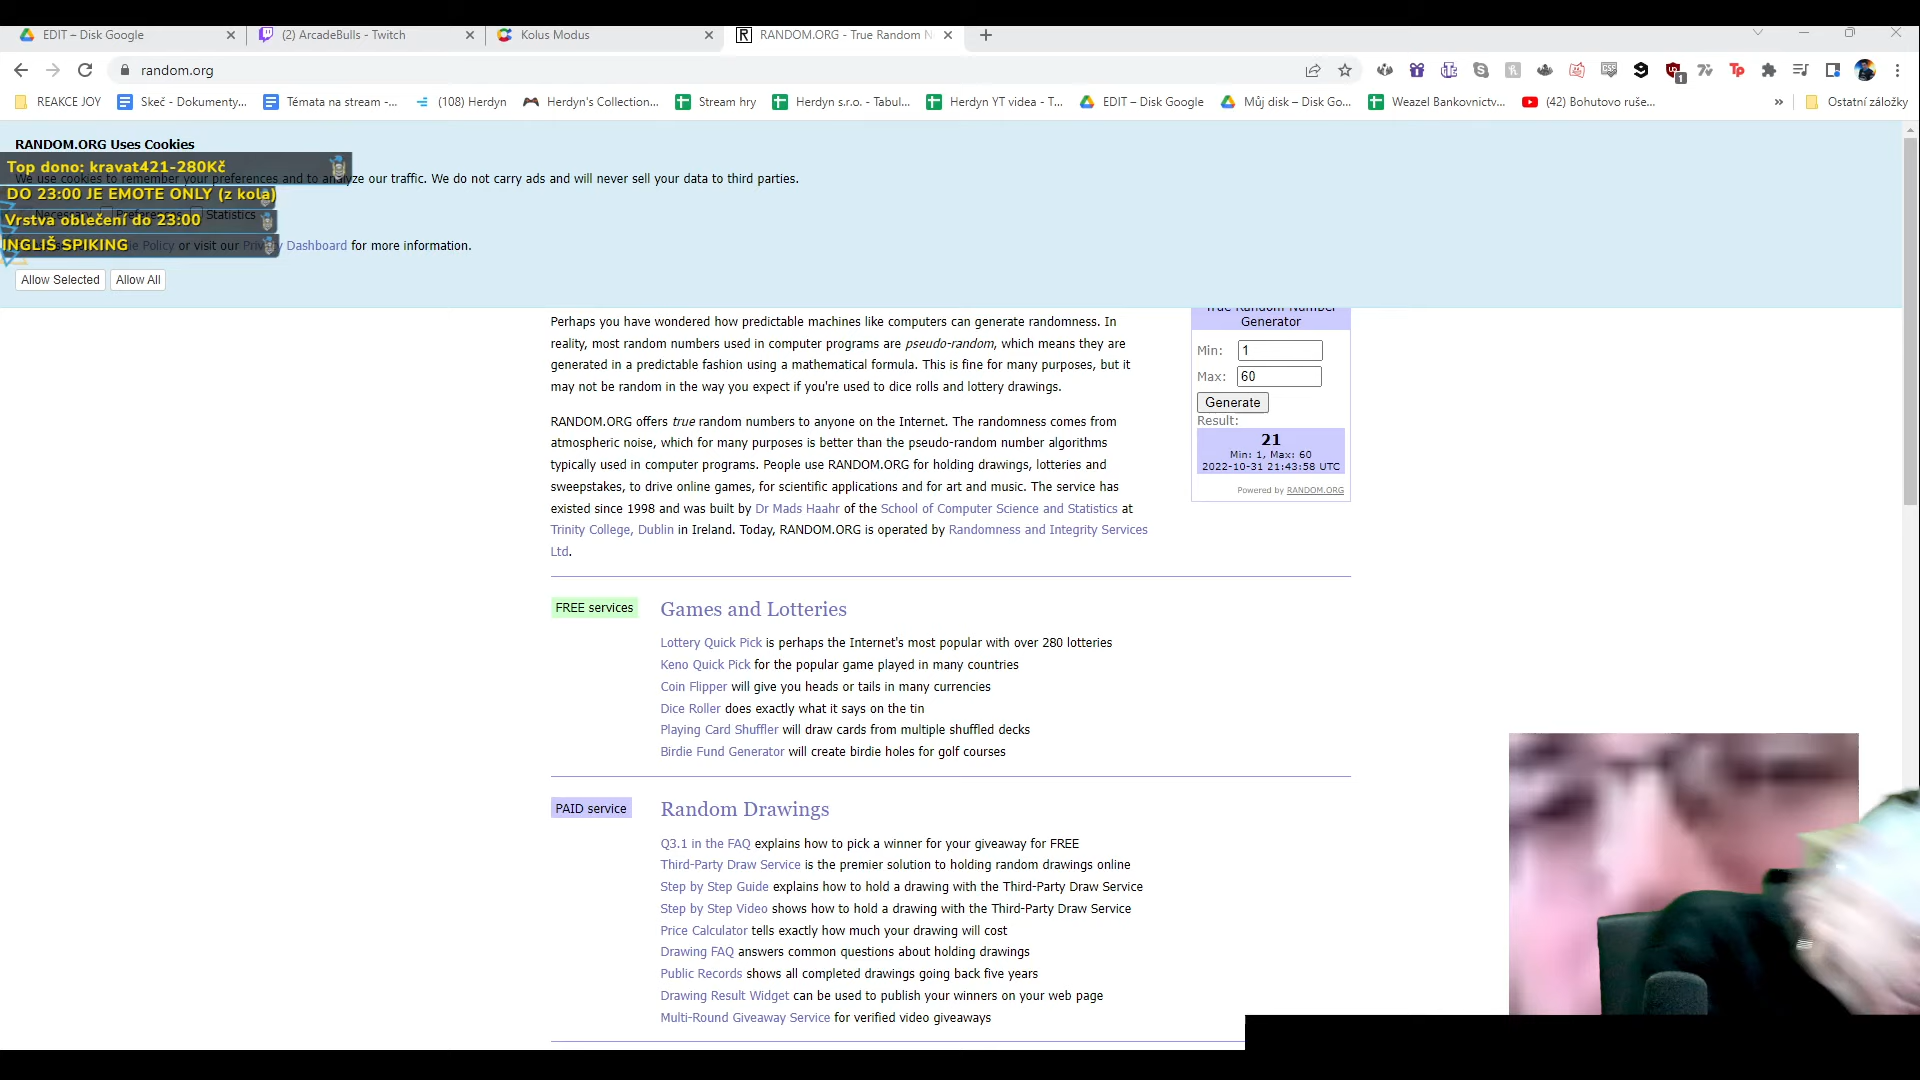 EDIT – Disk Google
(2) ArcadeBulls - Twitch
Kolus Modus
RANDOM.ORG - True Random N
random.org
REAKCE JOY
Skeč - Dokumenty...
Témata na stream -...
(108) Herdyn
Herdyn's Collection...
Stream hry
Herdyn s.r.o. - Tabul...
Herdyn YT videa - T...
EDIT – Disk Google
Můj disk – Disk Go...
Weazel Bankovnictv...
(42) Bohutovo ruše...
»
Ostatní záložky
RANDOM.ORG Uses Cookies
Top dono: kravat421-280Kč
We use cookies to remember your preferences and to analyze our traffic. We do not carry ads and will never sell your data to third parties.
DO 23:00 JE EMOTE ONLY (z kola)
Necessary Preferences Statistics
Vrstva oblečení do 23:00
INGLIŠ SPIKING
Policy or visit our Privacy Dashboard for more information.
Allow Selected
Allow All
True Random Number
Generator
Min: 1
Max: 60
Generate
Result:
21
Min: 1, Max: 60
2022-10-31 21:43:58 UTC
Powered by RANDOM.ORG
Perhaps you have wondered how predictable machines like computers can generate randomness. In
reality, most random numbers used in computer programs are pseudo-random, which means they are
generated in a predictable fashion using a mathematical formula. This is fine for many purposes, but it
may not be random in the way you expect if you're used to dice rolls and lottery drawings.
RANDOM.ORG offers true random numbers to anyone on the Internet. The randomness comes from
atmospheric noise, which for many purposes is better than the pseudo-random number algorithms
typically used in computer programs. People use RANDOM.ORG for holding drawings, lotteries and
sweepstakes, to drive online games, for scientific applications and for art and music. The service has
existed since 1998 and was built by Dr Mads Haahr of the School of Computer Science and Statistics at
Trinity College, Dublin in Ireland. Today, RANDOM.ORG is operated by Randomness and Integrity Services
Ltd.
FREE services
Games and Lotteries
Lottery Quick Pick is perhaps the Internet's most popular with over 280 lotteries
Keno Quick Pick for the popular game played in many countries
Coin Flipper will give you heads or tails in many currencies
Dice Roller does exactly what it says on the tin
Playing Card Shuffler will draw cards from multiple shuffled decks
Birdie Fund Generator will create birdie holes for golf courses
PAID service
Random Drawings
Q3.1 in the FAQ explains how to pick a winner for your giveaway for FREE
Third-Party Draw Service is the premier solution to holding random drawings online
Step by Step Guide explains how to hold a drawing with the Third-Party Draw Service
Step by Step Video shows how to hold a drawing with the Third-Party Draw Service
Price Calculator tells exactly how much your drawing will cost
Drawing FAQ answers common questions about holding drawings
Public Records shows all completed drawings going back five years
Drawing Result Widget can be used to publish your winners on your web page
Multi-Round Giveaway Service for verified video giveaways